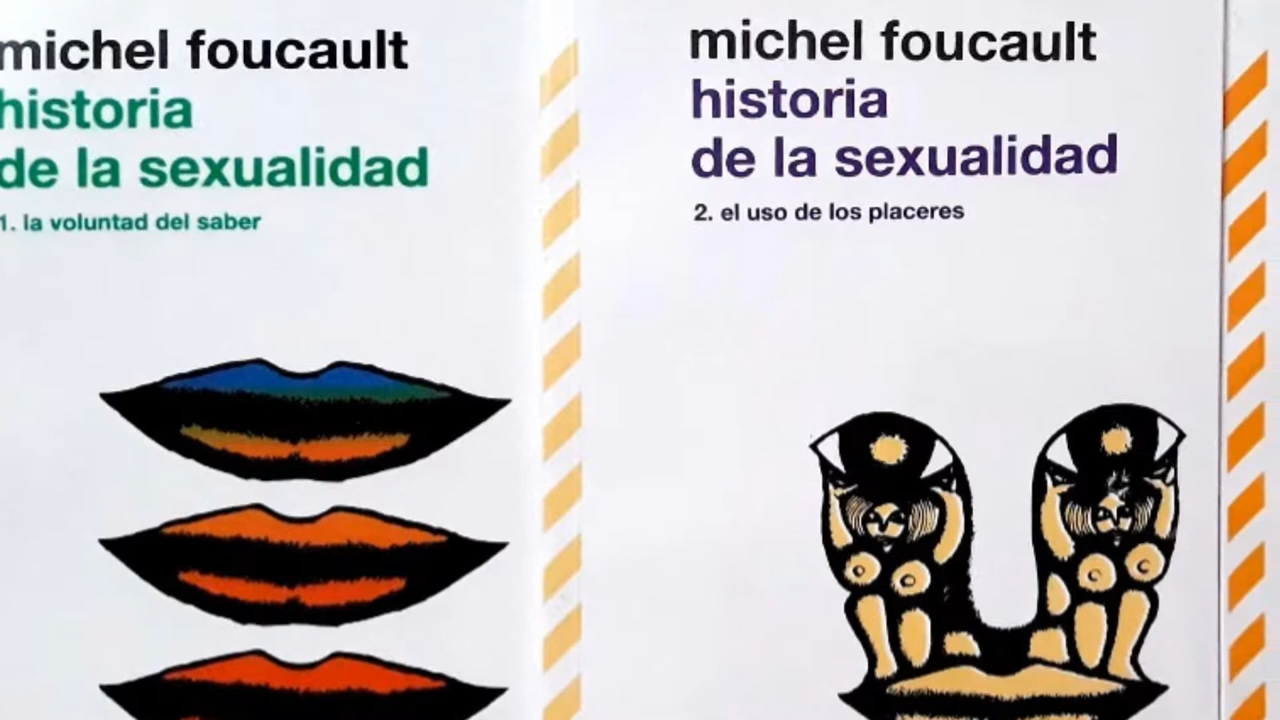 michel foucault
historia
de la sexualidad
1. la voluntad del saber
michel foucault
historia
de la sexualidad
2. el uso de los placeres